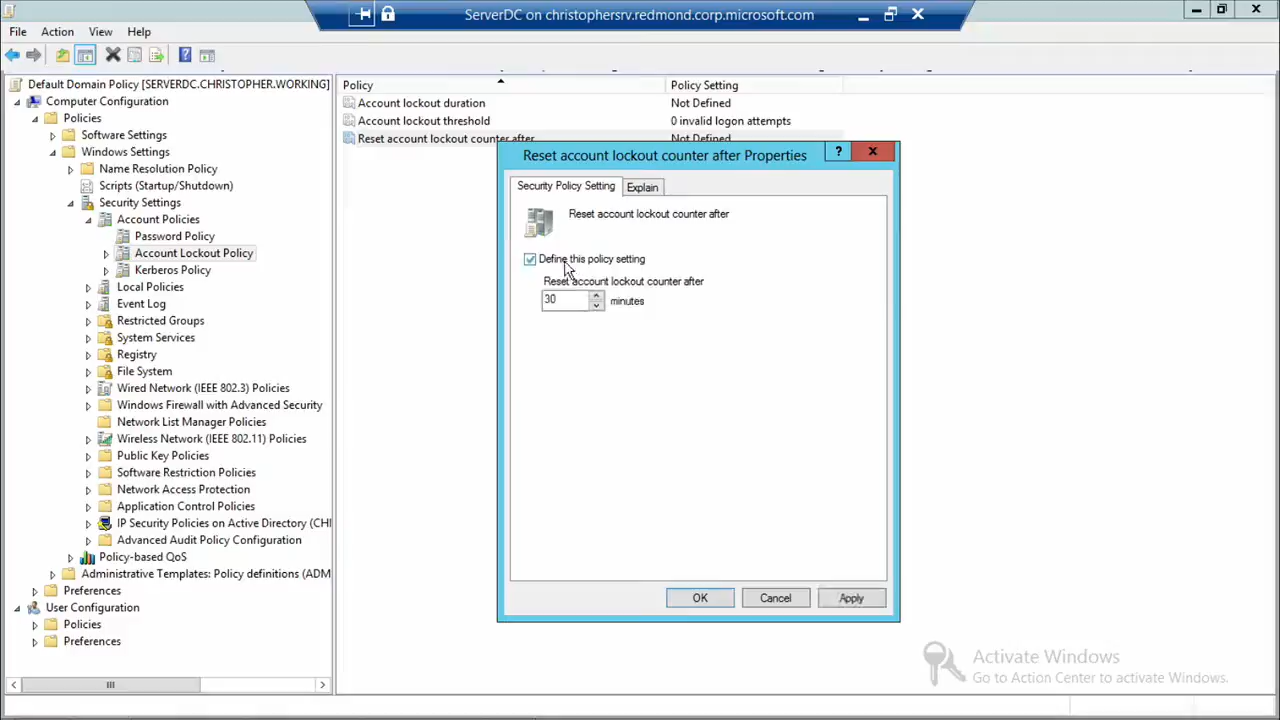 ServerDC on christophersrv.redmond.corp.microsoft.com
File Action View Help
Default Domain Policy [SERVERDC.CHRISTOPHER.WORKING]
Computer Configuration
Policies
Software Settings
Windows Settings
Name Resolution Policy
Scripts (Startup/Shutdown)
Security Settings
Account Policies
Password Policy
Account Lockout Policy
Kerberos Policy
Local Policies
Event Log
Restricted Groups
System Services
Registry
File System
Wired Network (IEEE 802.3) Policies
Windows Firewall with Advanced Security
Network List Manager Policies
Wireless Network (IEEE 802.11) Policies
Public Key Policies
Software Restriction Policies
Network Access Protection
Application Control Policies
IP Security Policies on Active Directory (CHI
Advanced Audit Policy Configuration
Policy-based QoS
Administrative Templates: Policy definitions (ADM
Preferences
User Configuration
Policies
Preferences
Policy Policy Setting
Account lockout duration Not Defined
Account lockout threshold 0 invalid logon attempts
Reset account lockout counter after Not Defined
Reset account lockout counter after Properties
?
Security Policy Setting Explain
Reset account lockout counter after
Define this policy setting
Reset account lockout counter after
30 minutes
OK Cancel Apply
Activate Windows
Go to Action Center to activate Windows.